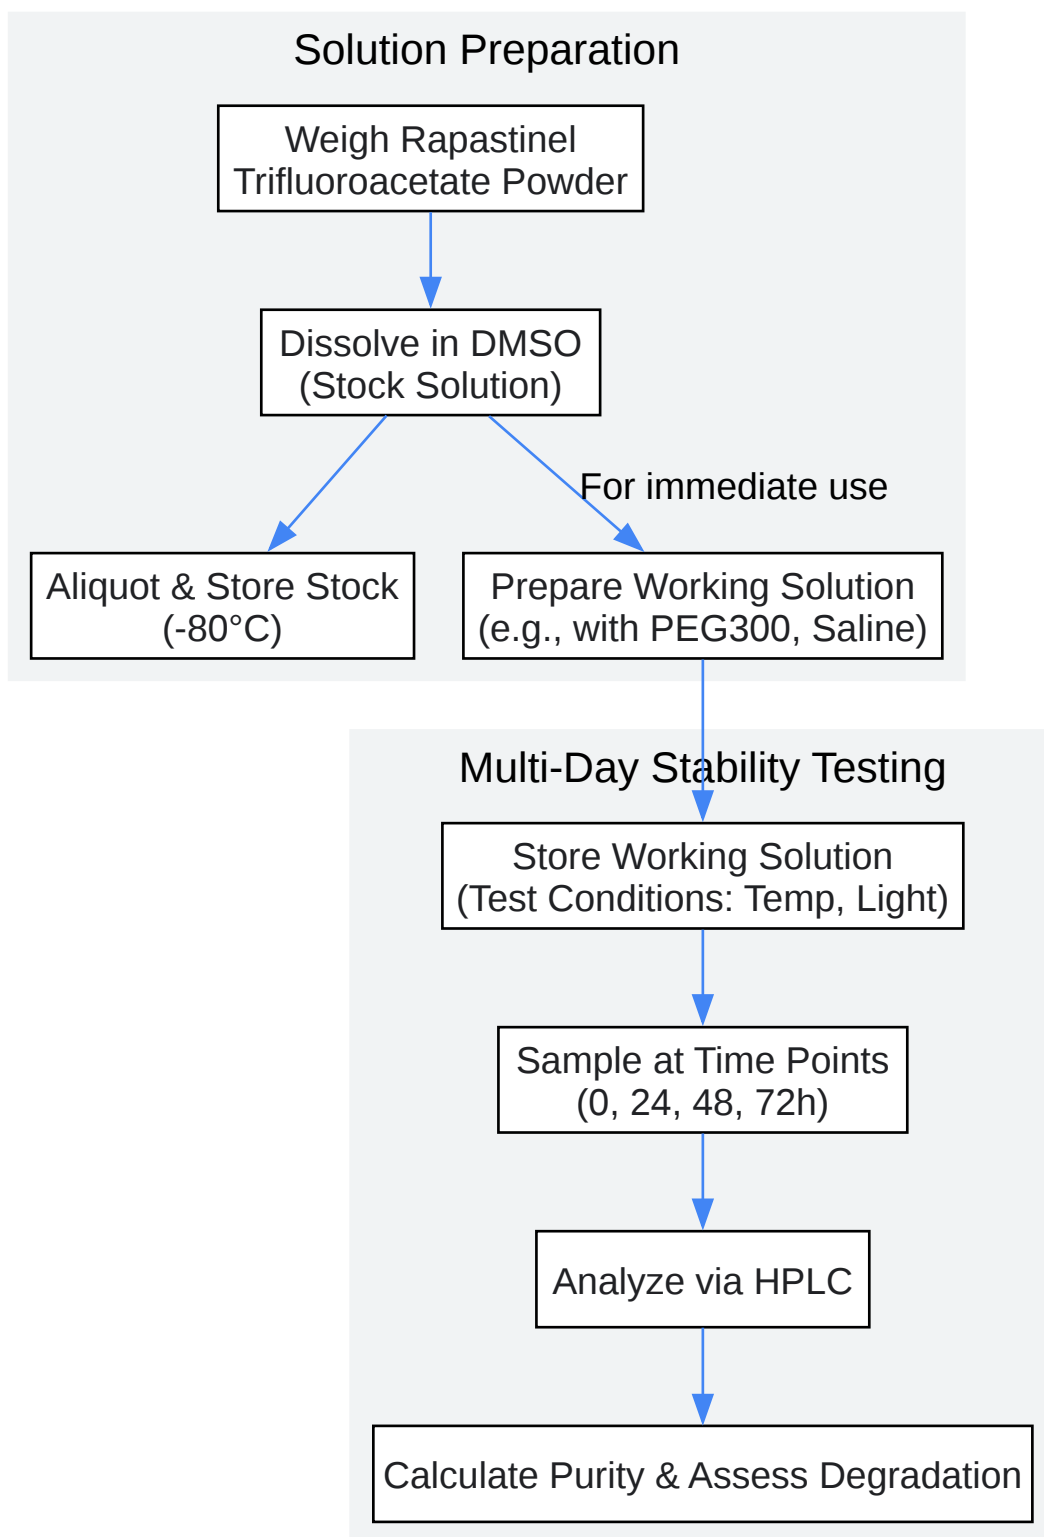 Solution Preparation
Weigh Rapastinel
Trifluoroacetate Powder
Dissolve in DMSO
(Stock Solution)
For immediate use
Aliquot & Store Stock
(-80°C)
Prepare Working Solution
(e.g., with PEG300, Saline)
Multi-Day Stability Testing
Store Working Solution
(Test Conditions: Temp, Light)
Sample at Time Points
(0, 24, 48, 72h)
Analyze via HPLC
Calculate Purity & Assess Degradation